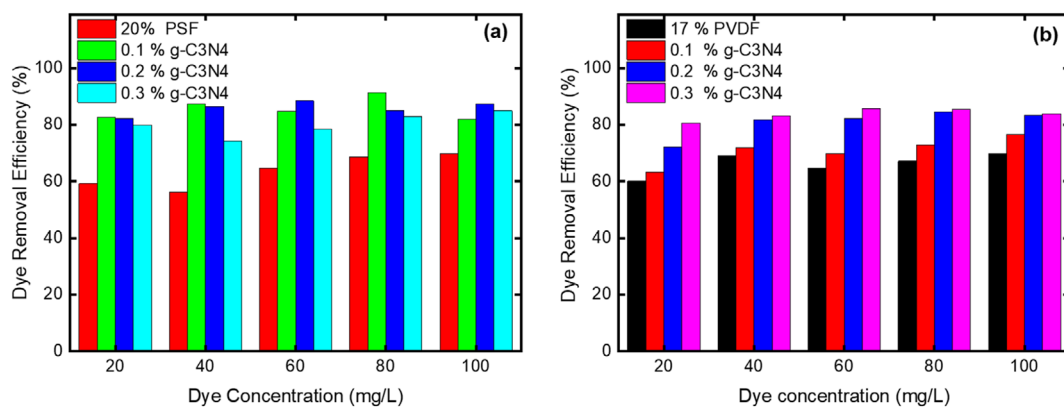 (a)
20% PSF
0.1 % g-C3N4
0.2 % g-C3N4
0.3 % g-C3N4
Dye Removal Efficiency (%)
100
80
60
40
20
0
20 40 60 80 100
Dye Concentration (mg/L)
(b)
17 % PVDF
0.1 % g-C3N4
0.2 % g-C3N4
0.3 % g-C3N4
Dye Removal Efficiency (%)
100
80
60
40
20
0
20 40 60 80 100
Dye concentration (mg/L)